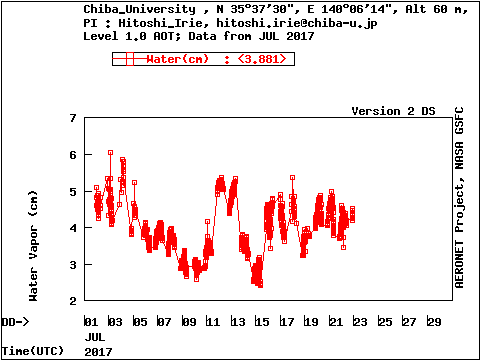 Chiba_University , N 35°37'30", E 140°06'14", Alt 60 m,
PI : Hitoshi_Irie, hitoshi.irie@chiba-u.jp
Level 1.0 AOT; Data from JUL 2017
Water(cm) : <3.881>
Version 2 DS
7
6
5
4
3
2
Water Vapor (cm)
AERONET Project, NASA GSFC
DD-> 01 03 05 07 09 11 13 15 17 19 21 23 25 27 29
JUL
Time(UTC) 2017